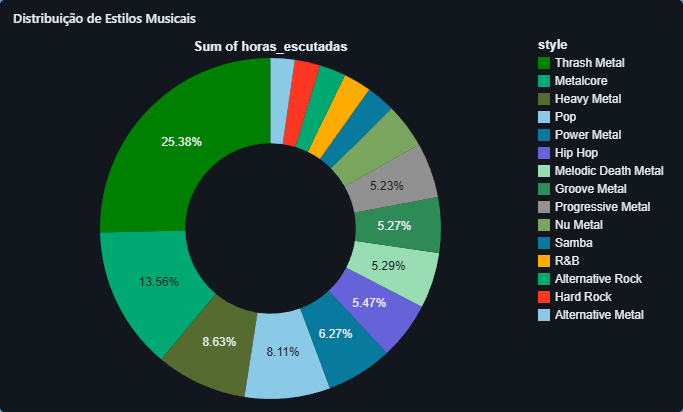 Distribuição de Estilos Musicais
Sum of horas_escutadas
style
Thrash Metal
Metalcore
Heavy Metal
Pop
Power Metal
Hip Hop
Melodic Death Metal
Groove Metal
Progressive Metal
Nu Metal
Samba
R&B
Alternative Rock
Hard Rock
Alternative Metal
25.38%
13.56%
8.63%
8.11%
6.27%
5.47%
5.29%
5.27%
5.23%